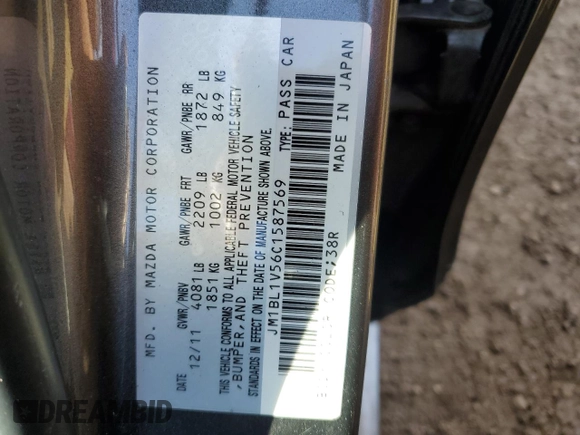 MFD. BY MAZDA MOTOR CORPORATION
GVWR/PNBV GAWR/PNBE FRT GAWR/PNBE RR
DATE 12/11 4081 LB 2209 LB 1872 LB
1851 KG 1002 KG 849 KG
THIS VEHICLE CONFORMS TO ALL APPLICABLE FEDERAL MOTOR VEHICLE SAFETY
,BUMPER,AND THEFT PREVENTION
STANDARDS IN EFFECT ON THE DATE OF MANUFACTURE SHOWN ABOVE.
JM1BL1V56C1587569 TYPE: PASS CAR
CODE;38R MADE IN JAPAN
DREAMBID